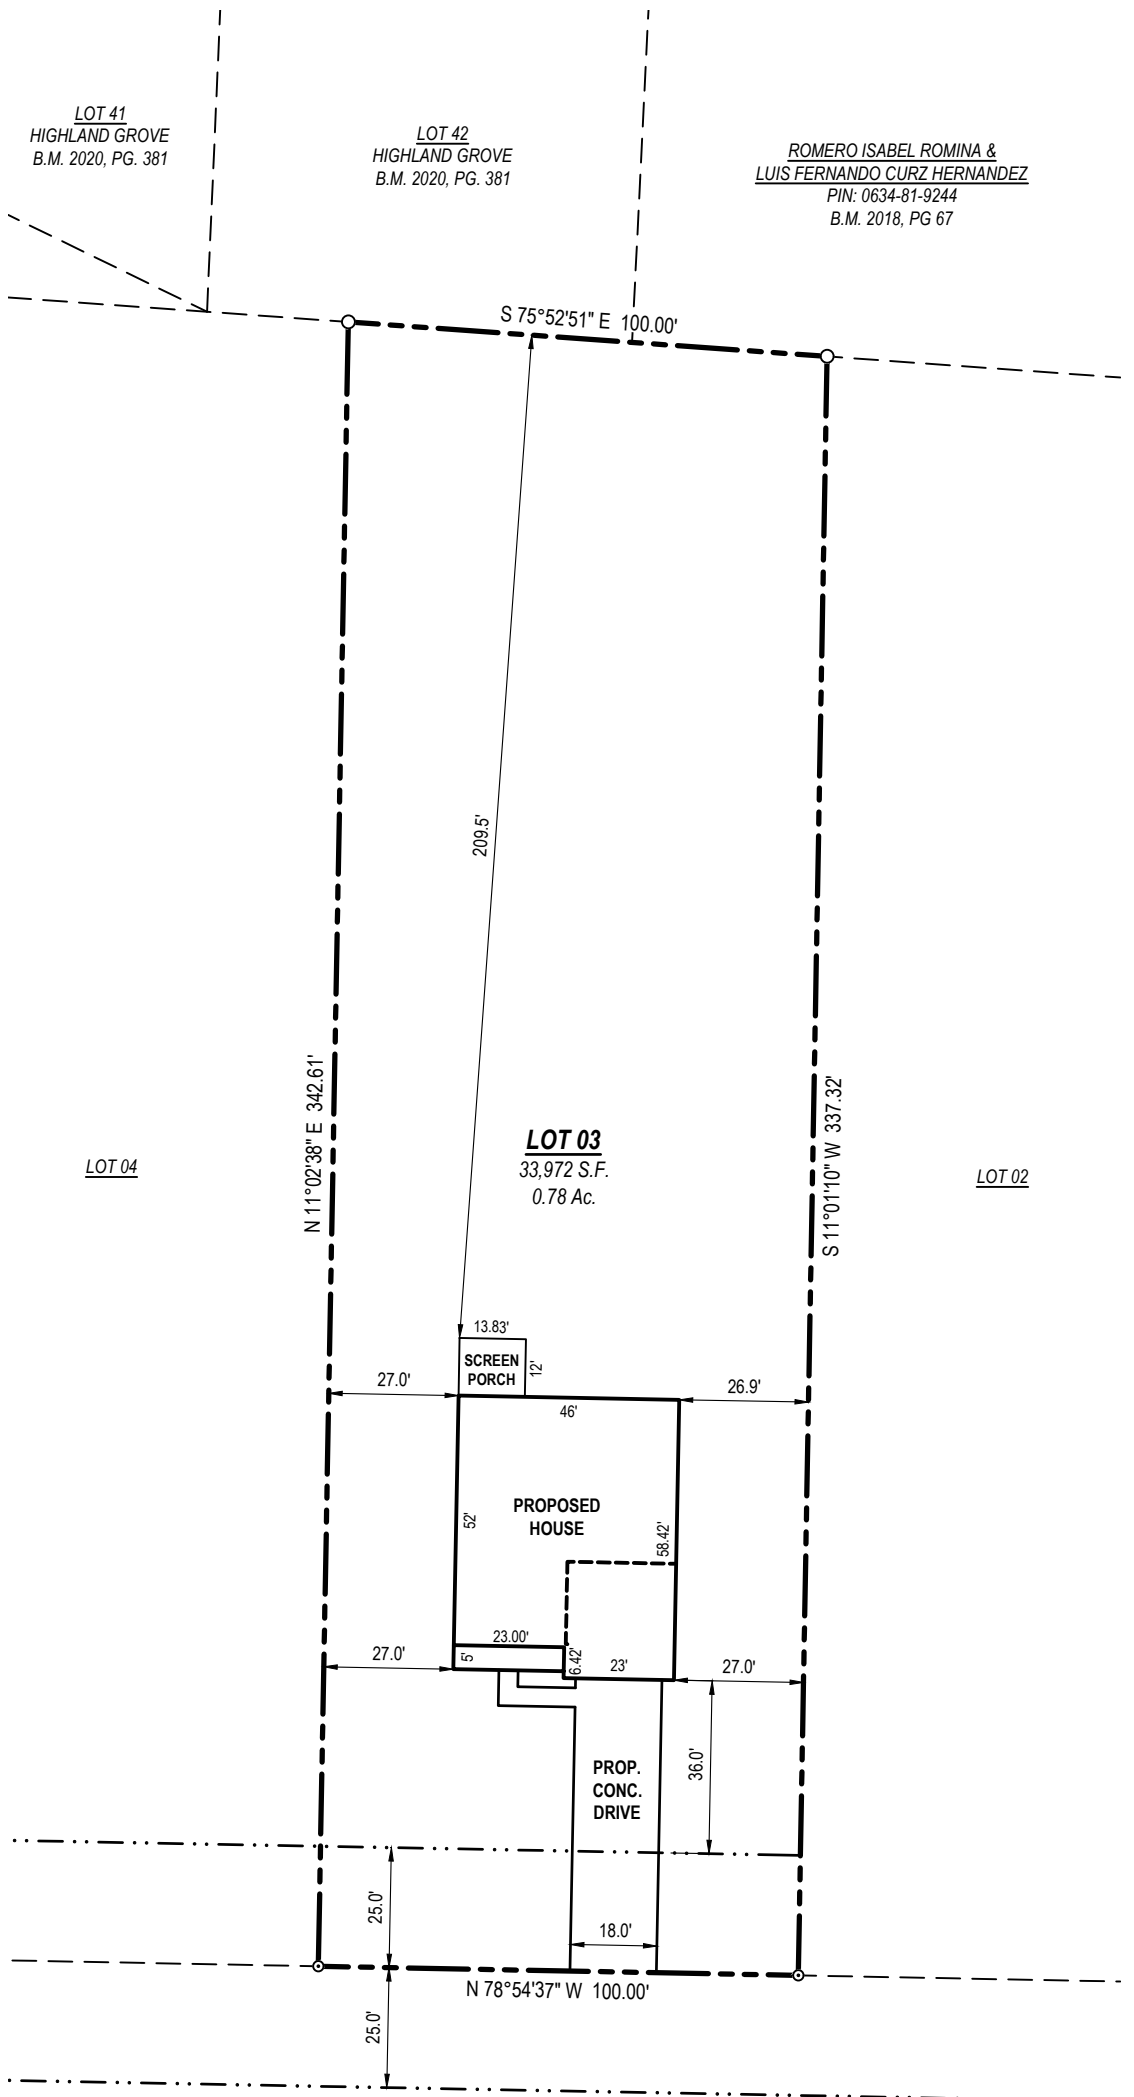 LOT 41
HIGHLAND GROVE
B.M. 2020, PG. 381
LOT 42
HIGHLAND GROVE
B.M. 2020, PG. 381
ROMERO ISABEL ROMINA &
LUIS FERNANDO CURZ HERNANDEZ
PIN: 0634-81-9244
B.M. 2018, PG 67
S 75°52'51" E 100.00'
209.5'
N 11°02'38" E 342.61'
S 11°01'10" W 337.32'
LOT 03
33,972 S.F.
0.78 Ac.
LOT 04
LOT 02
13.83'
SCREEN
PORCH
12'
27.0'
26.9'
46'
PROPOSED
HOUSE
52'
58.42'
23.00'
5'
6.42'
23'
27.0'
27.0'
36.0'
PROP.
CONC.
DRIVE
25.0'
18.0'
N 78°54'37" W 100.00'
25.0'